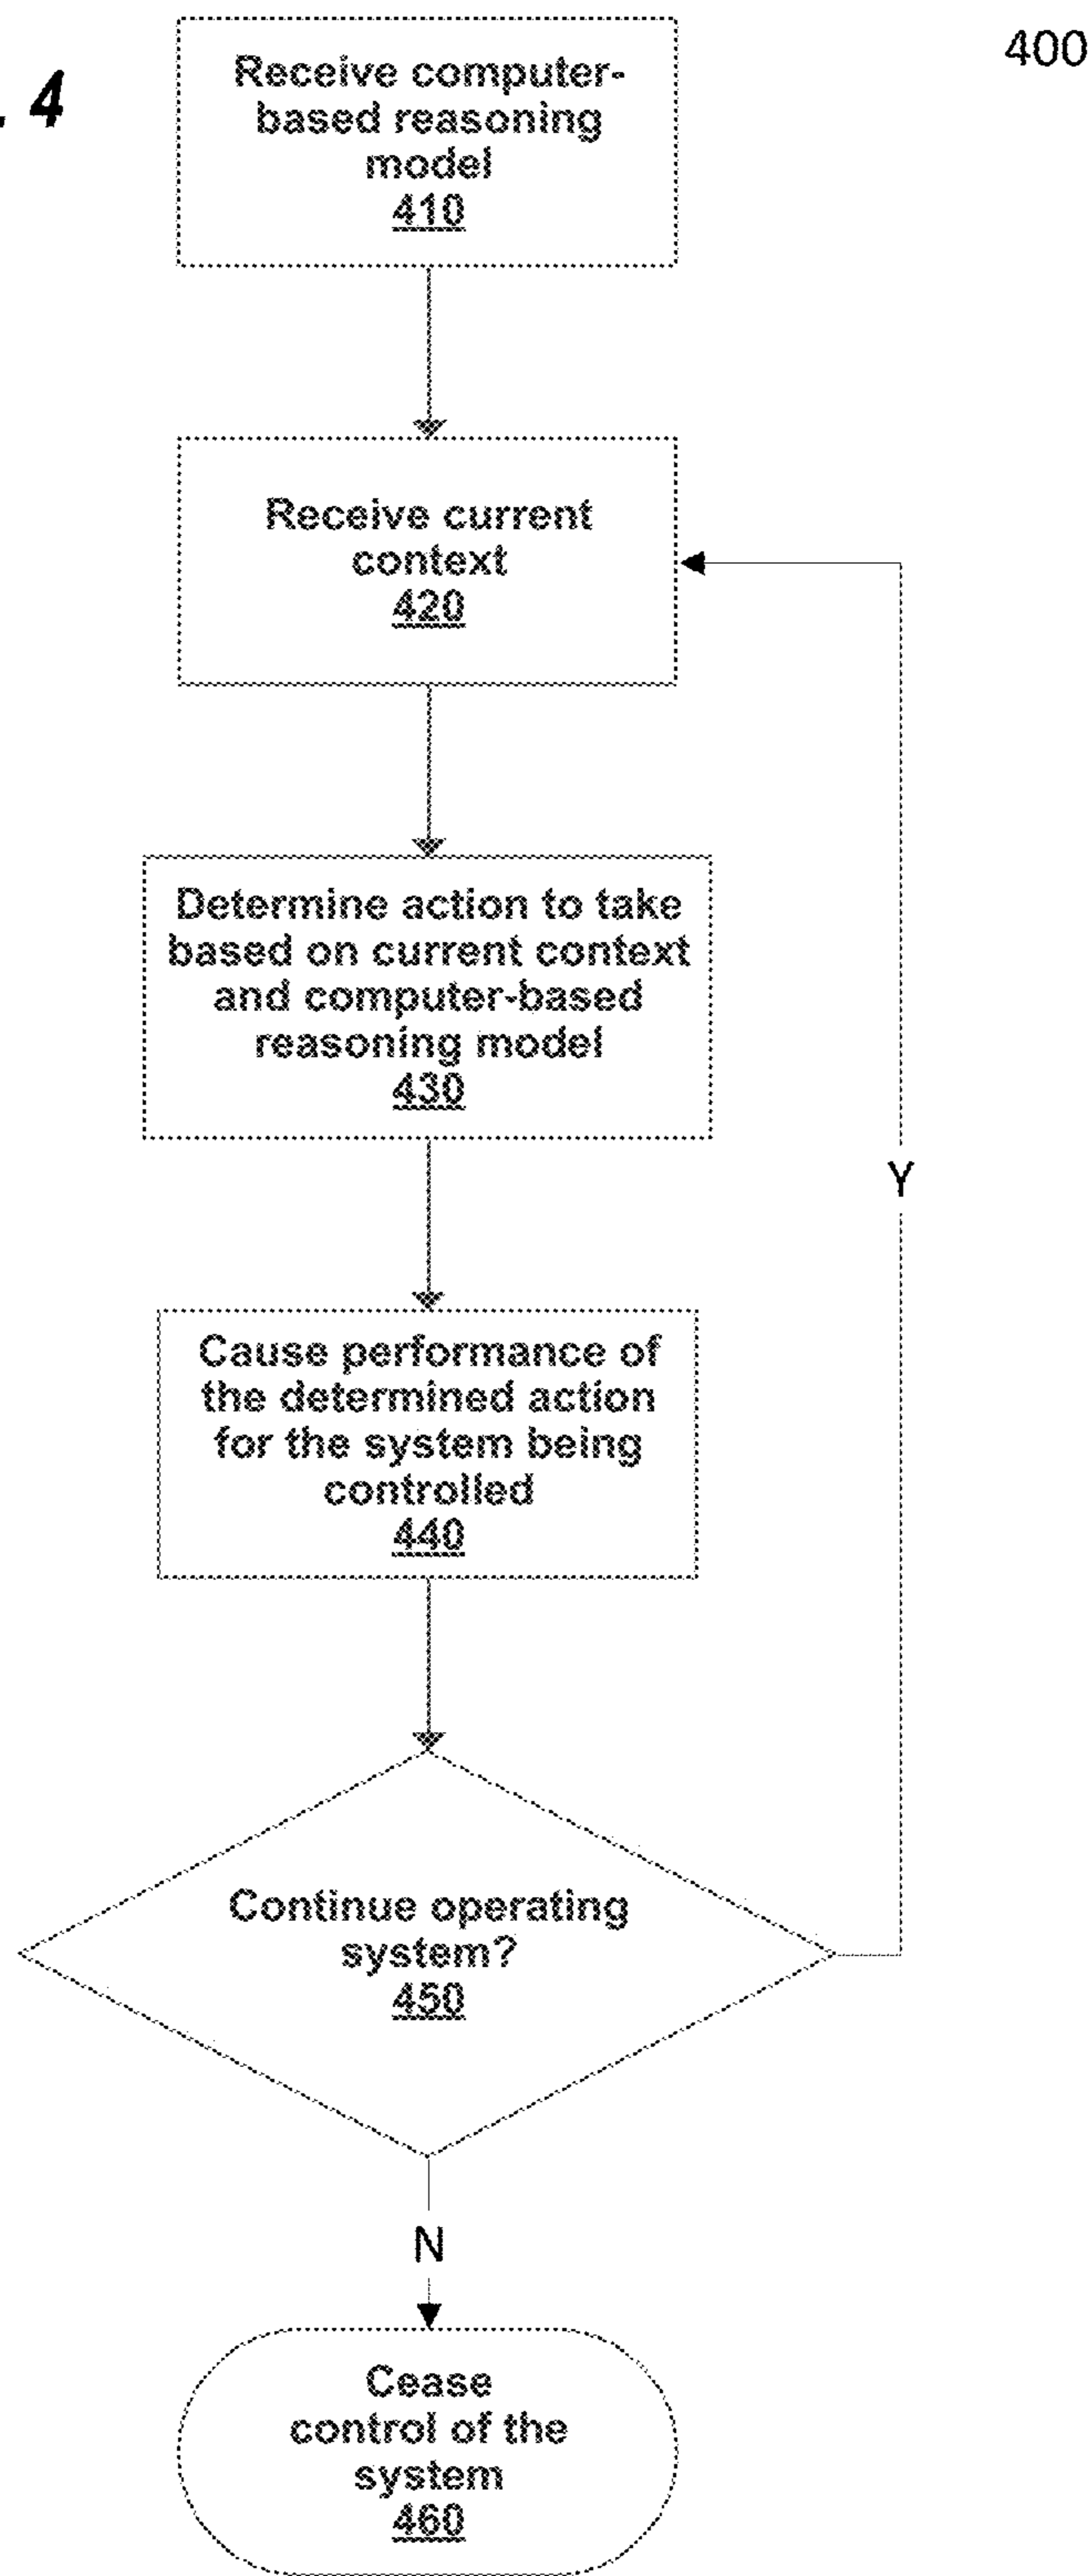 . 4
400
Receive computer-
based reasoning
model
410
Receive current
context
420
Determine action to take
based on current context
and computer-based
reasoning model
430
Y
Cause performance of
the determined action
for the system being
controlled
440
Continue operating
system?
450
N
Cease
control of the
system
460